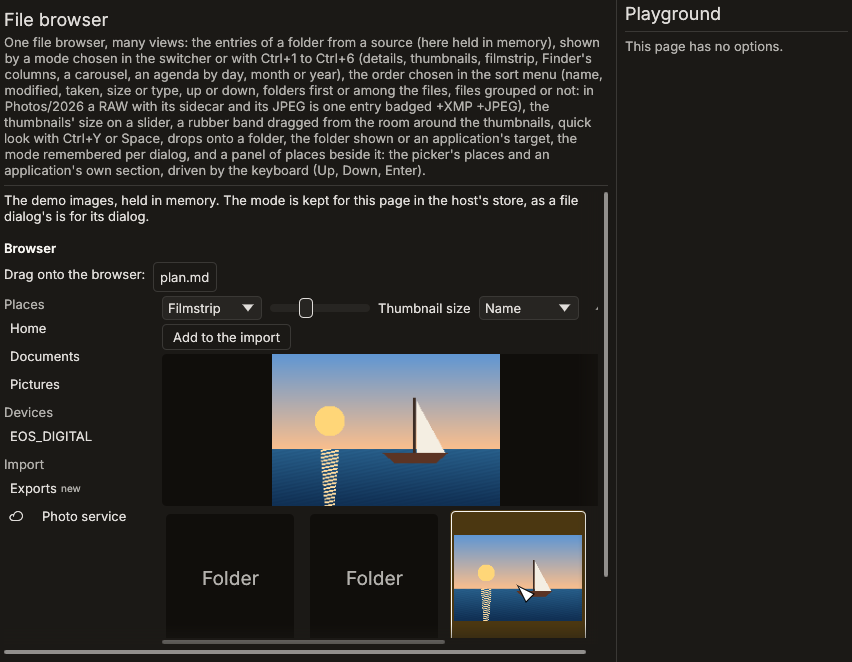 File browser
One file browser, many views: the entries of a folder from a source (here held in memory), shown
by a mode chosen in the switcher or with Ctrl+1 to Ctrl+6 (details, thumbnails, filmstrip, Finder's
columns, a carousel, an agenda by day, month or year), the order chosen in the sort menu (name,
modified, taken, size or type, up or down, folders first or among the files, files grouped or not: in
Photos/2026 a RAW with its sidecar and its JPEG is one entry badged +XMP +JPEG), the
thumbnails' size on a slider, a rubber band dragged from the room around the thumbnails, quick
look with Ctrl+Y or Space, drops onto a folder, the folder shown or an application's target, the
mode remembered per dialog, and a panel of places beside it: the picker's places and an
application's own section, driven by the keyboard (Up, Down, Enter).
The demo images, held in memory. The mode is kept for this page in the host's store, as a file
dialog's is for its dialog.
Browser
Drag onto the browser: plan.md
Places
Home
Documents
Pictures
Devices
EOS_DIGITAL
Import
Exports new
Photo service
Filmstrip Thumbnail size Name
Add to the import
Folder Folder
Playground
This page has no options.